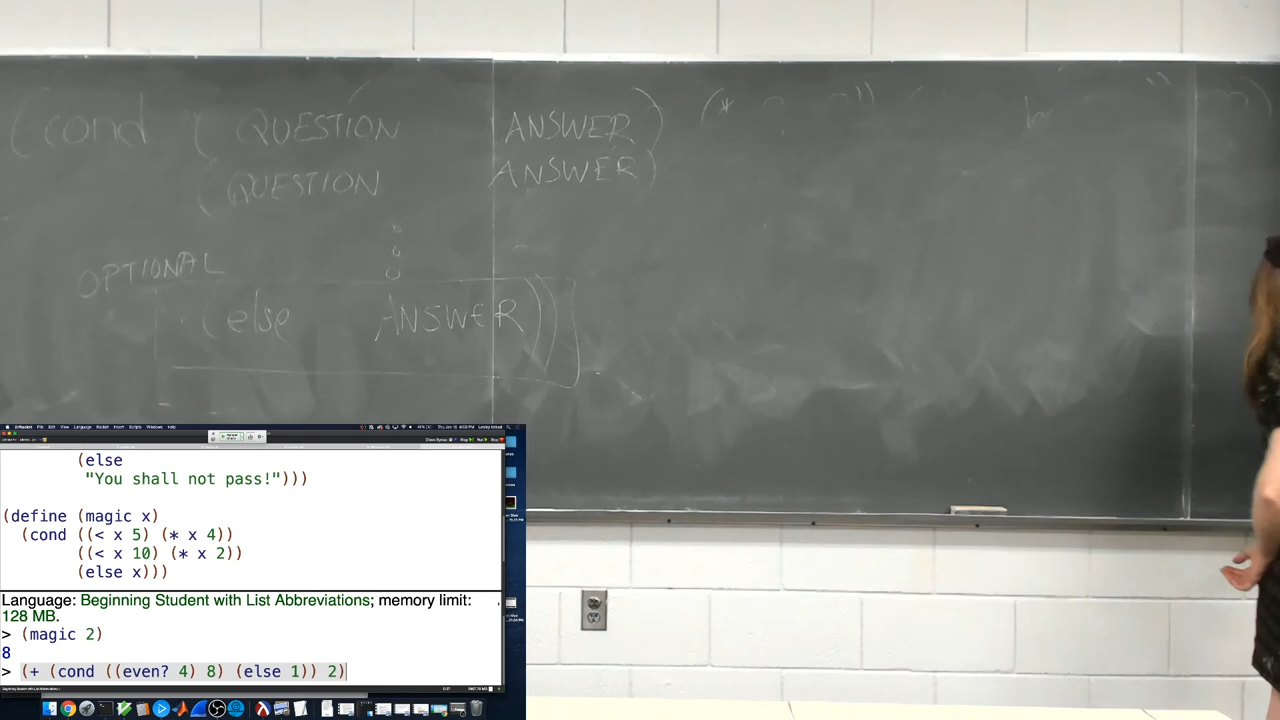 (cond ( QUESTION ANSWER) (*
(QUESTION ANSWER)
OPTIONAL
(else ANSWER))
(else
"You shall not pass!")))
(define (magic x)
(cond ((< x 5) (* x 4))
((< x 10) (* x 2))
(else x)))
Language: Beginning Student with List Abbreviations; memory limit:
128 MB.
> (magic 2)
8
> (+ (cond ((even? 4) 8) (else 1)) 2)